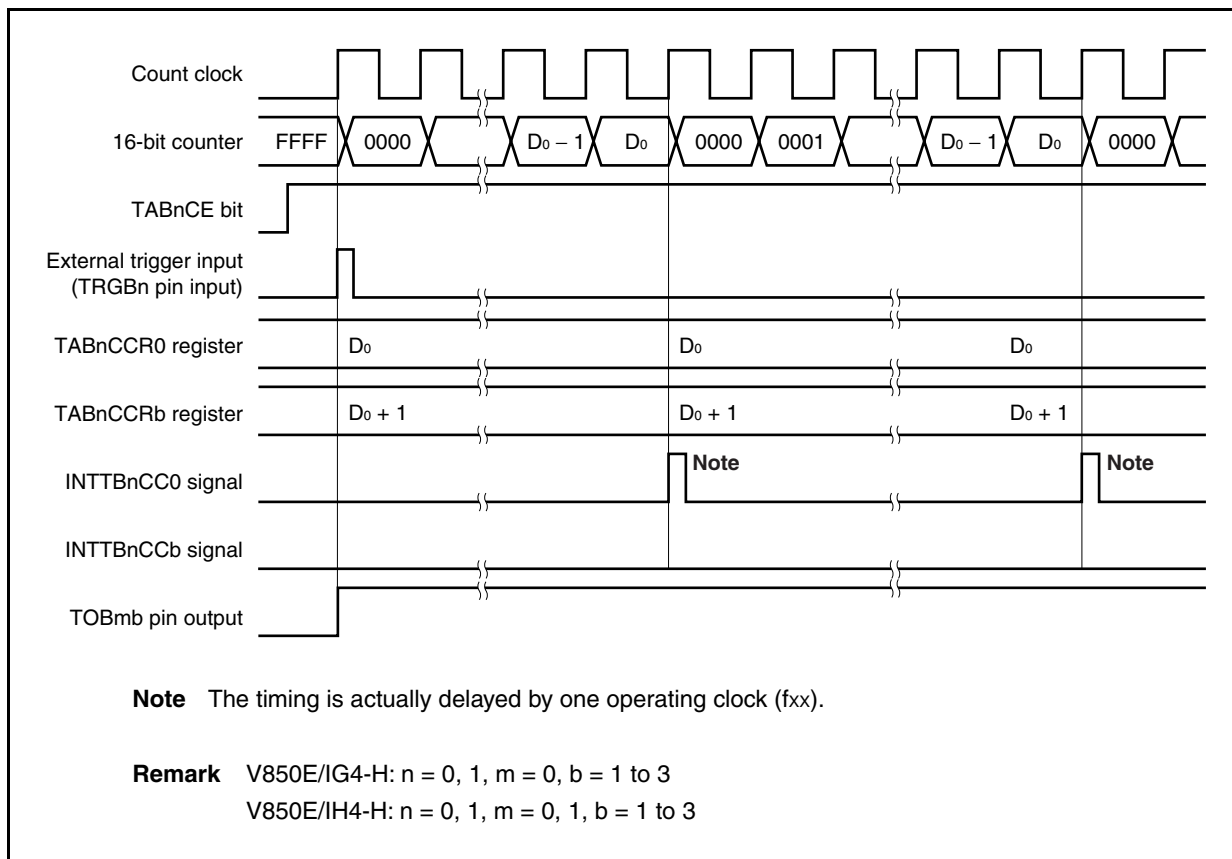 Count clock
16-bit counter FFFF 0000 D0 − 1 D0 0000 0001 D0 − 1 D0 0000
TABnCE bit
External trigger input
(TRGBn pin input)
TABnCCR0 register D0 D0 D0
TABnCCRb register D0 + 1 D0 + 1 D0 + 1
INTTBnCC0 signal Note Note
INTTBnCCb signal
TOBmb pin output
Note The timing is actually delayed by one operating clock (fxx).
Remark V850E/IG4-H: n = 0, 1, m = 0, b = 1 to 3
V850E/IH4-H: n = 0, 1, m = 0, 1, b = 1 to 3